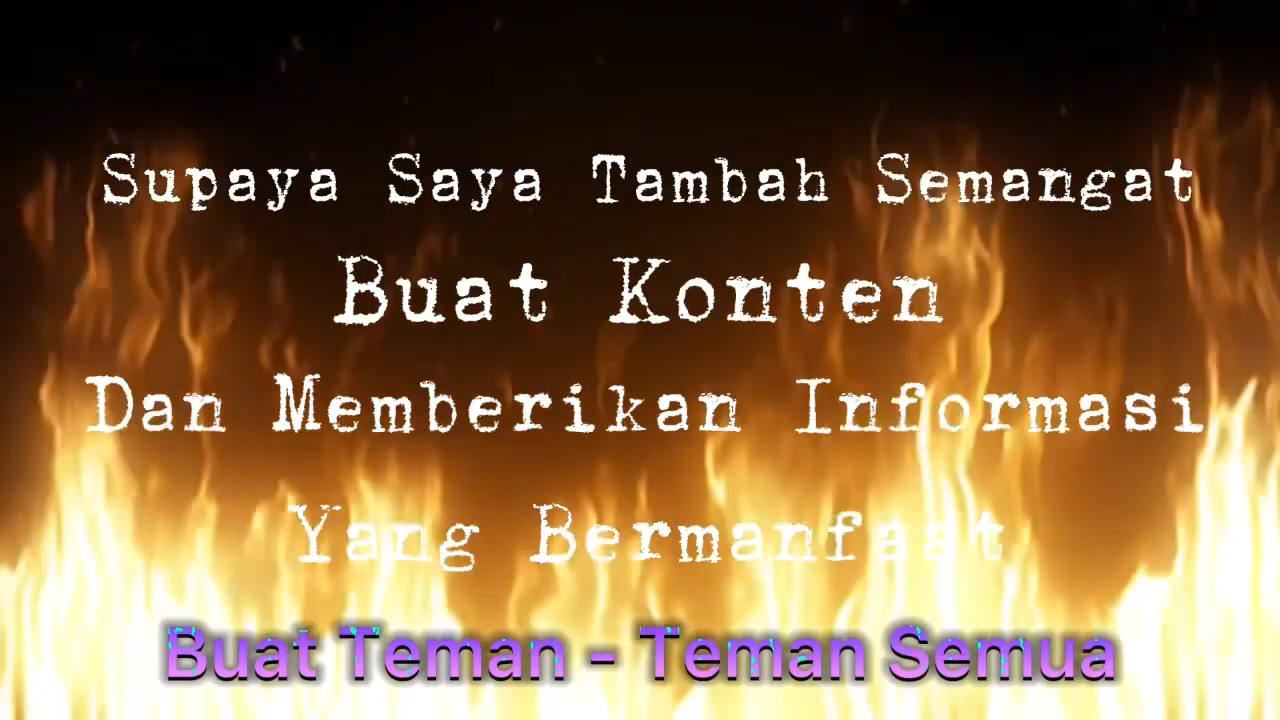 Supaya Saya Tambah Semangat
Buat Konten
Dan Memberikan Informasi
Yang Bermanfaat
Buat Teman - Teman Semua